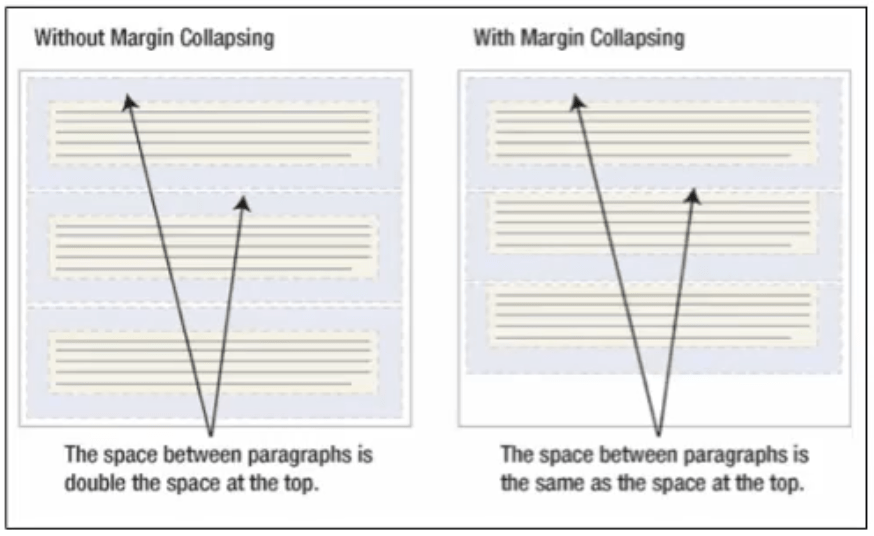 Without Margin Collapsing
With Margin Collapsing
The space between paragraphs is
double the space at the top.
The space between paragraphs is
the same as the space at the top.